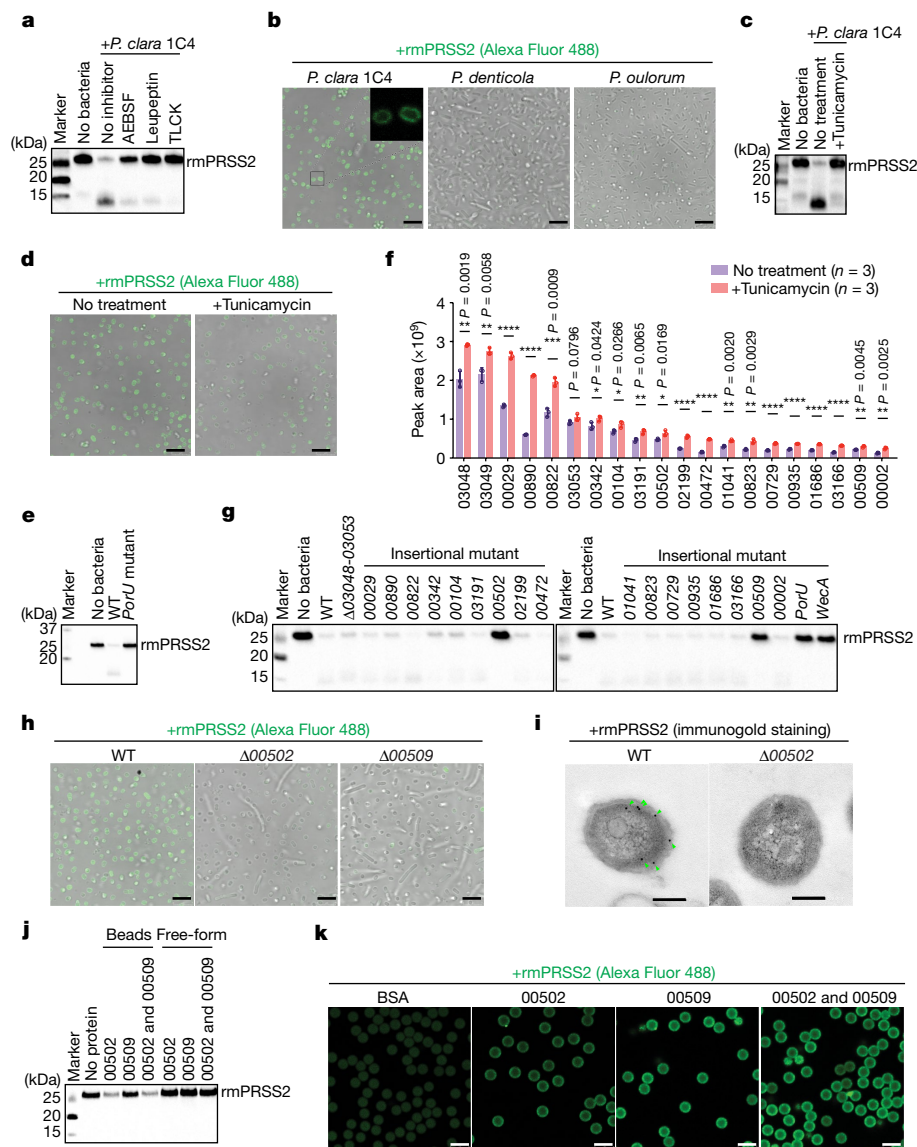 a
+P. clara 1C4
Marker
No bacteria
No inhibitor
AEBSF
Leupeptin
TLCK
(kDa)
25
20
15
rmPRSS2
b
+rmPRSS2 (Alexa Fluor 488)
P. clara 1C4
P. denticola
P. oulorum
c
+P. clara 1C4
Marker
No bacteria
No treatment
+Tunicamycin
(kDa)
25
20
15
rmPRSS2
d
+rmPRSS2 (Alexa Fluor 488)
No treatment
+Tunicamycin
f
No treatment (n = 3)
+Tunicamycin (n = 3)
Peak area (×10⁹)
4
3
2
1
0
** P = 0.0019
** P = 0.0058
****
****
*** P = 0.0009
P = 0.0796
* P = 0.0424
* P = 0.0266
** P = 0.0065
* P = 0.0169
****
****
** P = 0.0020
** P = 0.0029
****
****
****
****
** P = 0.0045
** P = 0.0025
03048
03049
00029
00890
00822
03053
00342
00104
03191
00502
02199
00472
01041
00823
00729
00935
01686
03166
00509
00002
e
Marker
No bacteria
WT
PorU mutant
(kDa)
37
25
20
rmPRSS2
g
Insertional mutant
Marker
No bacteria
WT
Δ03048-03053
00029
00890
00822
00342
00104
03191
00502
02199
00472
Insertional mutant
Marker
No bacteria
WT
01041
00823
00729
00935
01686
03166
00509
00002
PorU
WecA
(kDa)
25
20
15
25
20
15
rmPRSS2
h
+rmPRSS2 (Alexa Fluor 488)
WT
Δ00502
Δ00509
i
+rmPRSS2 (immunogold staining)
WT
Δ00502
j
Beads
Free-form
Marker
No protein
00502
00509
00502 and 00509
00502
00509
00502 and 00509
(kDa)
25
20
15
rmPRSS2
k
+rmPRSS2 (Alexa Fluor 488)
BSA
00502
00509
00502 and 00509